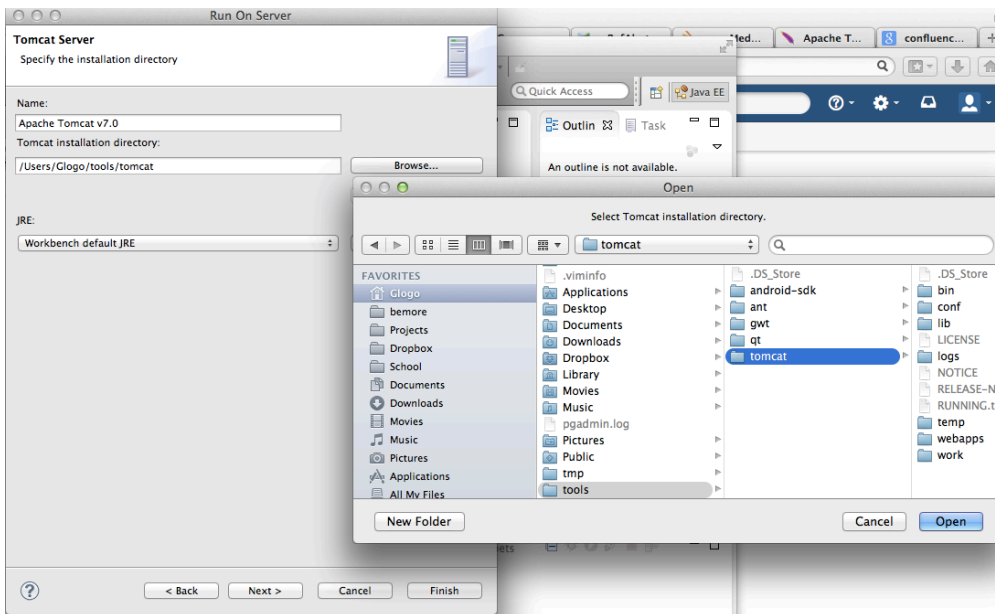 Run On Server
Tomcat Server
Specify the installation directory
Name:
Apache Tomcat v7.0
Tomcat installation directory:
/Users/Glogo/tools/tomcat
Browse...
JRE:
Workbench default JRE
< Back
Next >
Cancel
Finish
Med...
Apache T...
confluenc...
Quick Access
Java EE
Outlin
Task
An outline is not available.
Open
Select Tomcat installation directory.
tomcat
FAVORITES
Glogo
bemore
Projects
Dropbox
School
Documents
Downloads
Movies
Music
Pictures
Applications
All My Files
.viminfo
Applications
Desktop
Documents
Downloads
Dropbox
Library
Movies
Music
pgadmin.log
Pictures
Public
tmp
tools
.DS_Store
android-sdk
ant
gwt
qt
tomcat
.DS_Store
bin
conf
lib
LICENSE
logs
NOTICE
RELEASE-N
RUNNING.t
temp
webapps
work
New Folder
Cancel
Open
ets